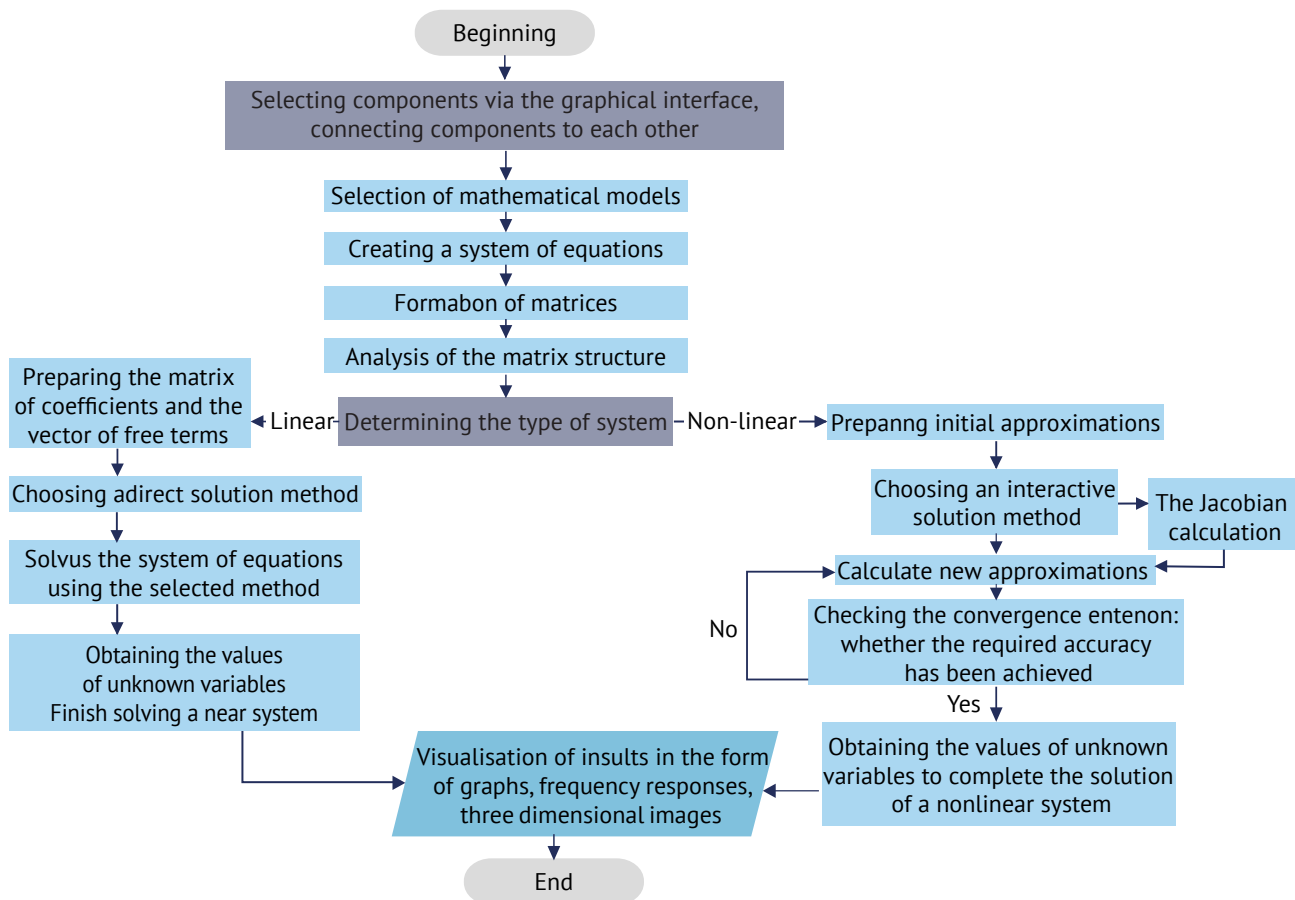 Beginning
Selecting components via the graphical interface,
connecting components to each other
Selection of mathematical models
Creating a system of equations
Formabon of matrices
Analysis of the matrix structure
Determining the type of system
Linear
Preparing the matrix
of coefficients and the
vector of free terms
Choosing adirect solution method
Solvus the system of equations
using the selected method
Obtaining the values
of unknown variables
Finish solving a near system
Non-linear
Prepanng initial approximations
Choosing an interactive
solution method
The Jacobian
calculation
Calculate new approximations
Checking the convergence entenon:
whether the required accuracy
has been achieved
No
Yes
Obtaining the values of unknown
variables to complete the solution
of a nonlinear system
Visualisation of insults in the form
of graphs, frequency responses,
three dimensional images
End